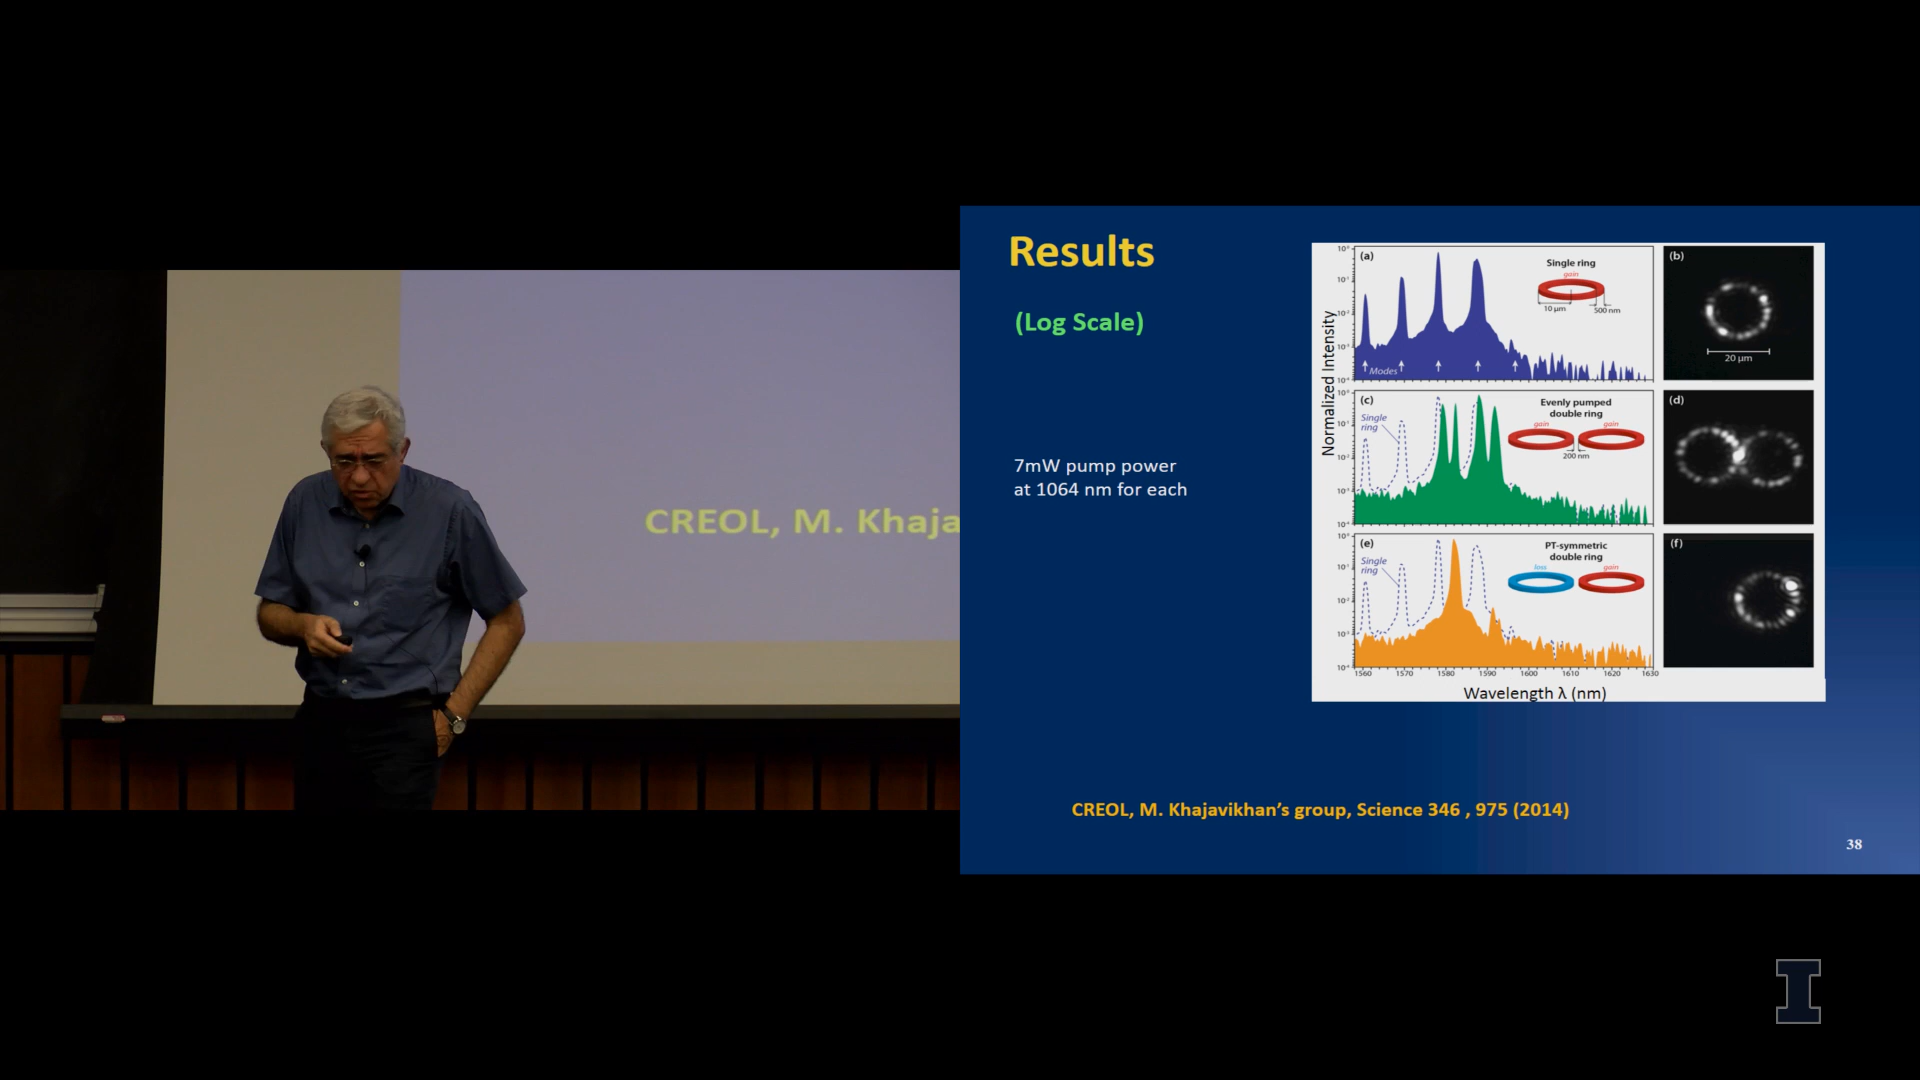 CREOL, M. Khaja
Results
(Log Scale)
7mW pump power
at 1064 nm for each
Normalized Intensity
(a)
Single ring
gain
10 µm
500 nm
Modes
(b)
20 µm
(c)
Single
ring
Evenly pumped
double ring
gain
gain
200 nm
(d)
(e)
Single
ring
PT-symmetric
double ring
loss
gain
(f)
1560 1570 1580 1590 1600 1610 1620 1630
Wavelength λ (nm)
CREOL, M. Khajavikhan’s group, Science 346 , 975 (2014)
38
I